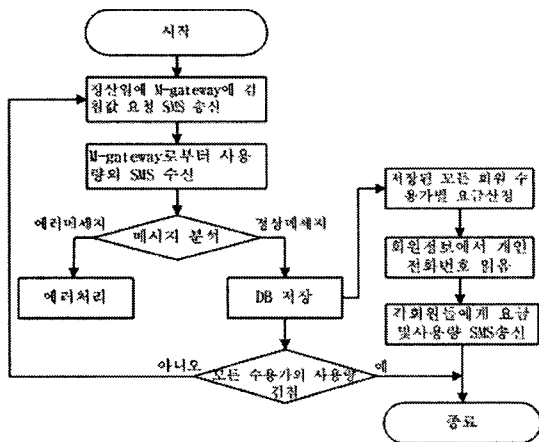 시작
정산일에 M-gateway에 검
침값 요청 SMS 송신
M-gateway로부터 사용
량의 SMS 수신
에러메세지
정상메세지
메시지 분석
에러처리
DB 저장
저장된 모든 회원 수
용가별 요금산정
회원정보에서 개인
전화번호 읽음
각회원들에게 요금
및사용량 SMS송신
아니오
모든 수용가의 사용량
검침
예
종료